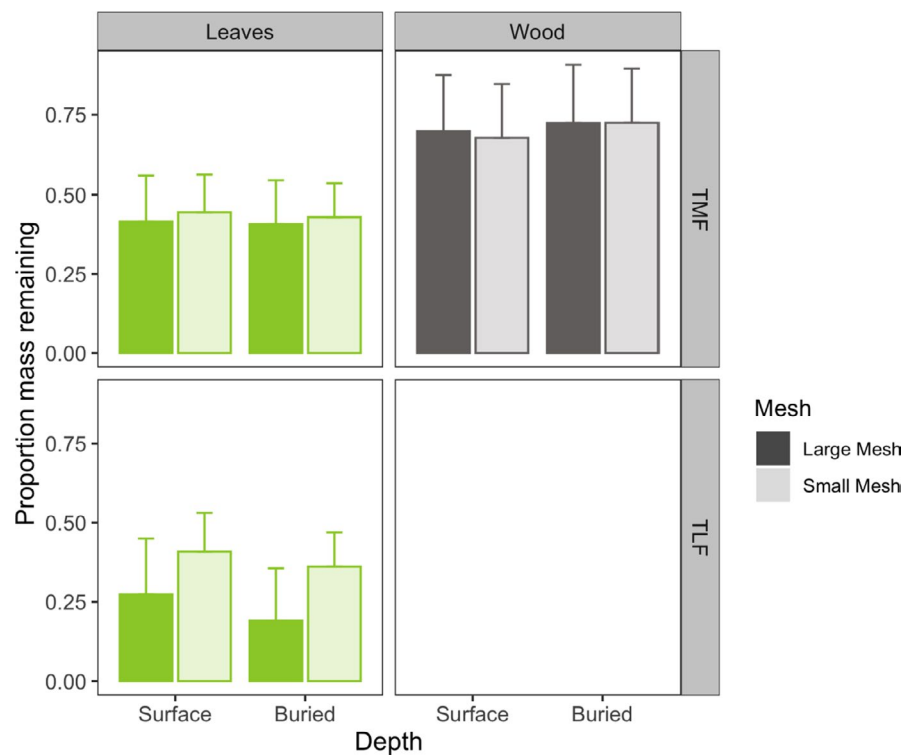 Leaves
Wood
Proportion mass remaining
0.75
0.50
0.25
0.00
TMF
0.75
0.50
0.25
0.00
TLF
Mesh
Large Mesh
Small Mesh
Surface
Buried
Surface
Buried
Depth